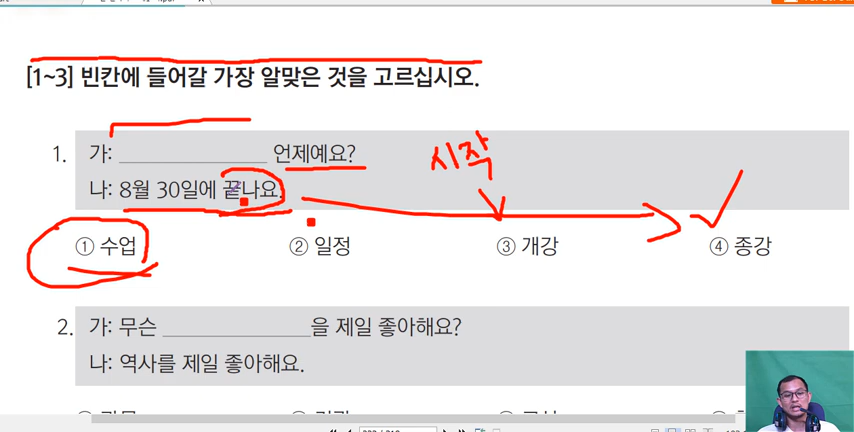 [1~3] 빈칸에 들어갈 가장 알맞은 것을 고르십시오.
1. 가: ____________ 언제예요?
시작
나: 8월 30일에 끝나요.
① 수업 ② 일정 ③ 개강 ④ 종강
2. 가: 무슨 ____________을 제일 좋아해요?
나: 역사를 제일 좋아해요.